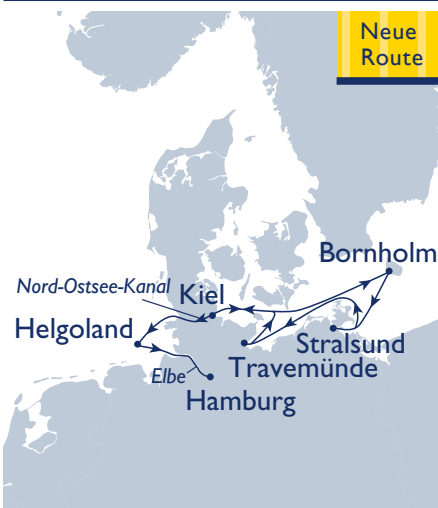 Neue
Route
Bornholm
Nord-Ostsee-Kanal
Kiel
Helgoland
Stralsund
Travemünde
Elbe
Hamburg